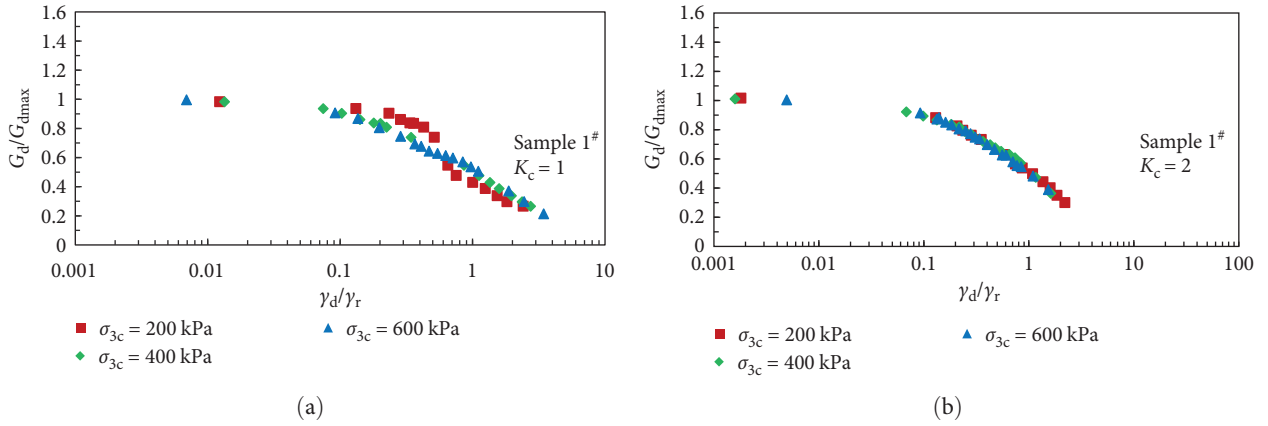 1.6
1.4
1.2
1
0.8
0.6
0.4
0.2
0
G_d/G_dmax
Sample 1#
K_c = 1
0.001
0.01
0.1
1
10
γ_d/γ_r
σ_3c = 200 kPa
σ_3c = 600 kPa
σ_3c = 400 kPa
(a)
1.6
1.4
1.2
1
0.8
0.6
0.4
0.2
0
G_d/G_dmax
Sample 1#
K_c = 2
0.001
0.01
0.1
1
10
100
γ_d/γ_r
σ_3c = 200 kPa
σ_3c = 600 kPa
σ_3c = 400 kPa
(b)